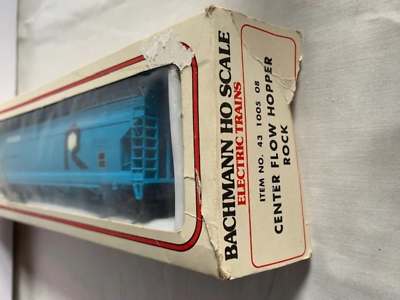 BACHMANN HO SCALE
ELECTRIC TRAINS
ITEM NO. 43 1005 08
CENTER FLOW HOPPER
ROCK
R